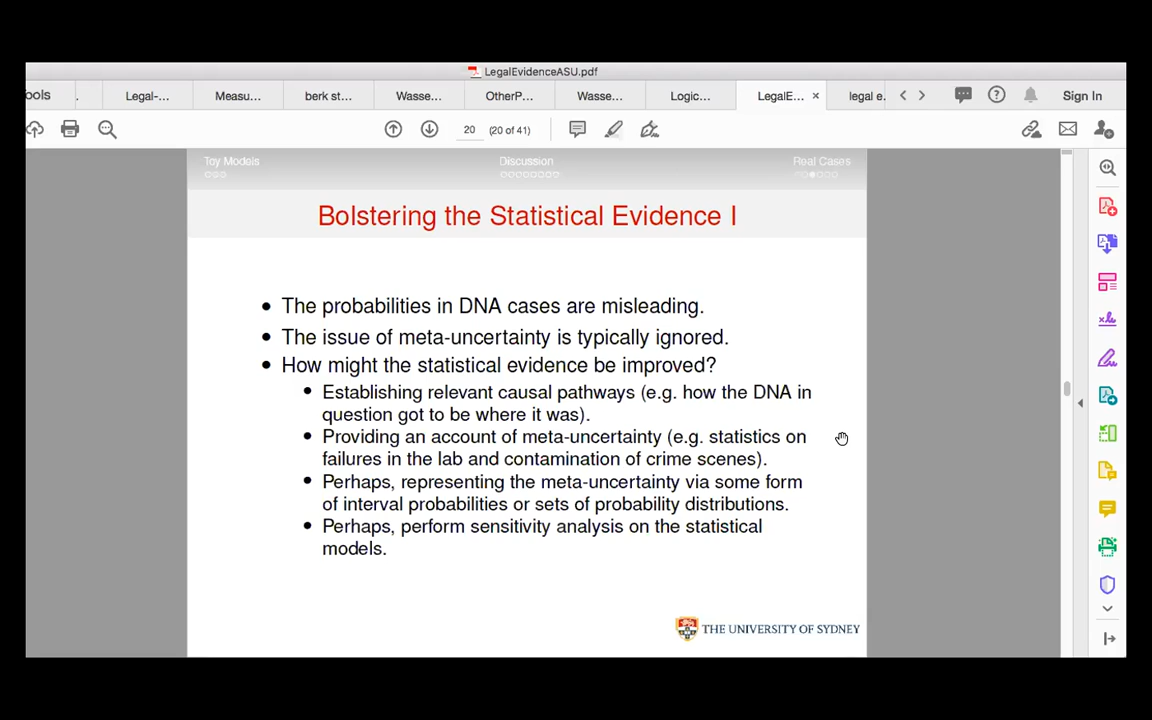 LegalEvidenceASU.pdf
ools
.
Legal-...
Measu...
berk st...
Wasse...
OtherP...
Wasse...
Logic...
LegalE... ×
legal e.
Sign In
20 (20 of 41)
Toy Models
Discussion
Real Cases
Bolstering the Statistical Evidence I
• The probabilities in DNA cases are misleading.
• The issue of meta-uncertainty is typically ignored.
• How might the statistical evidence be improved?
• Establishing relevant causal pathways (e.g. how the DNA in
question got to be where it was).
• Providing an account of meta-uncertainty (e.g. statistics on
failures in the lab and contamination of crime scenes).
• Perhaps, representing the meta-uncertainty via some form
of interval probabilities or sets of probability distributions.
• Perhaps, perform sensitivity analysis on the statistical
models.
THE UNIVERSITY OF SYDNEY